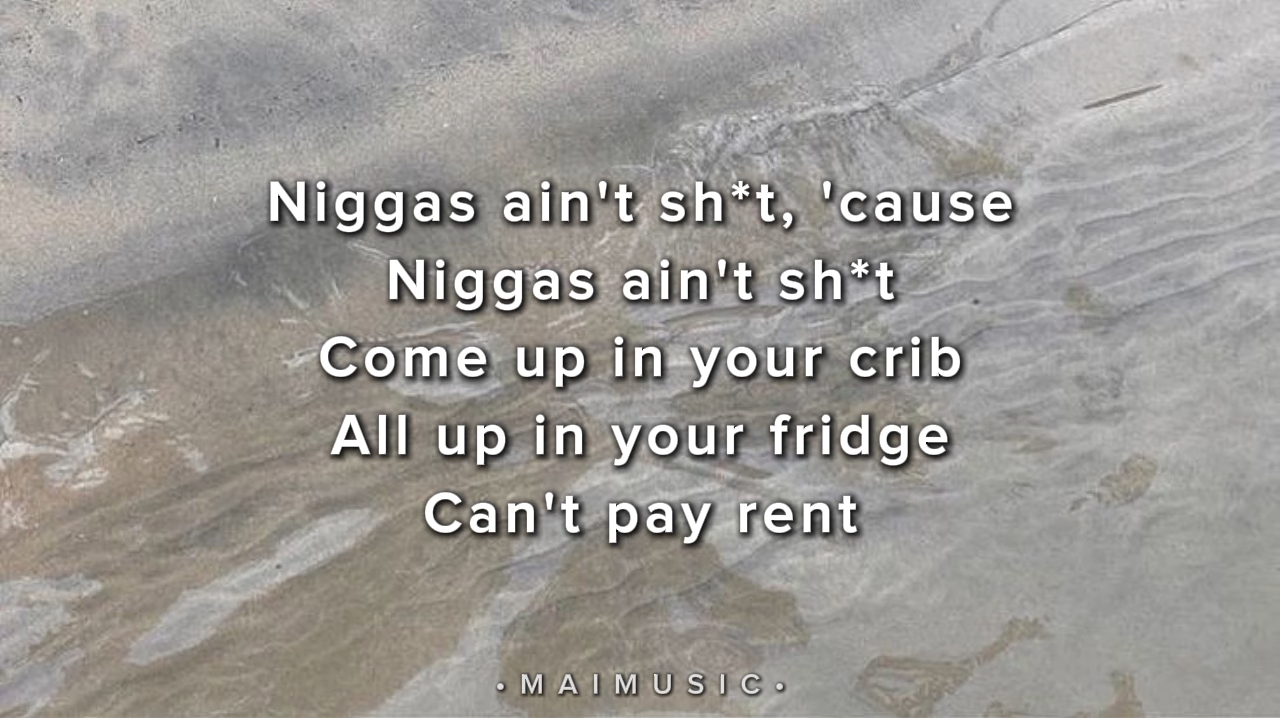 Niggas ain't sh*t, 'cause
Niggas ain't sh*t
Come up in your crib
All up in your fridge
Can't pay rent
• MAIMUSIC •